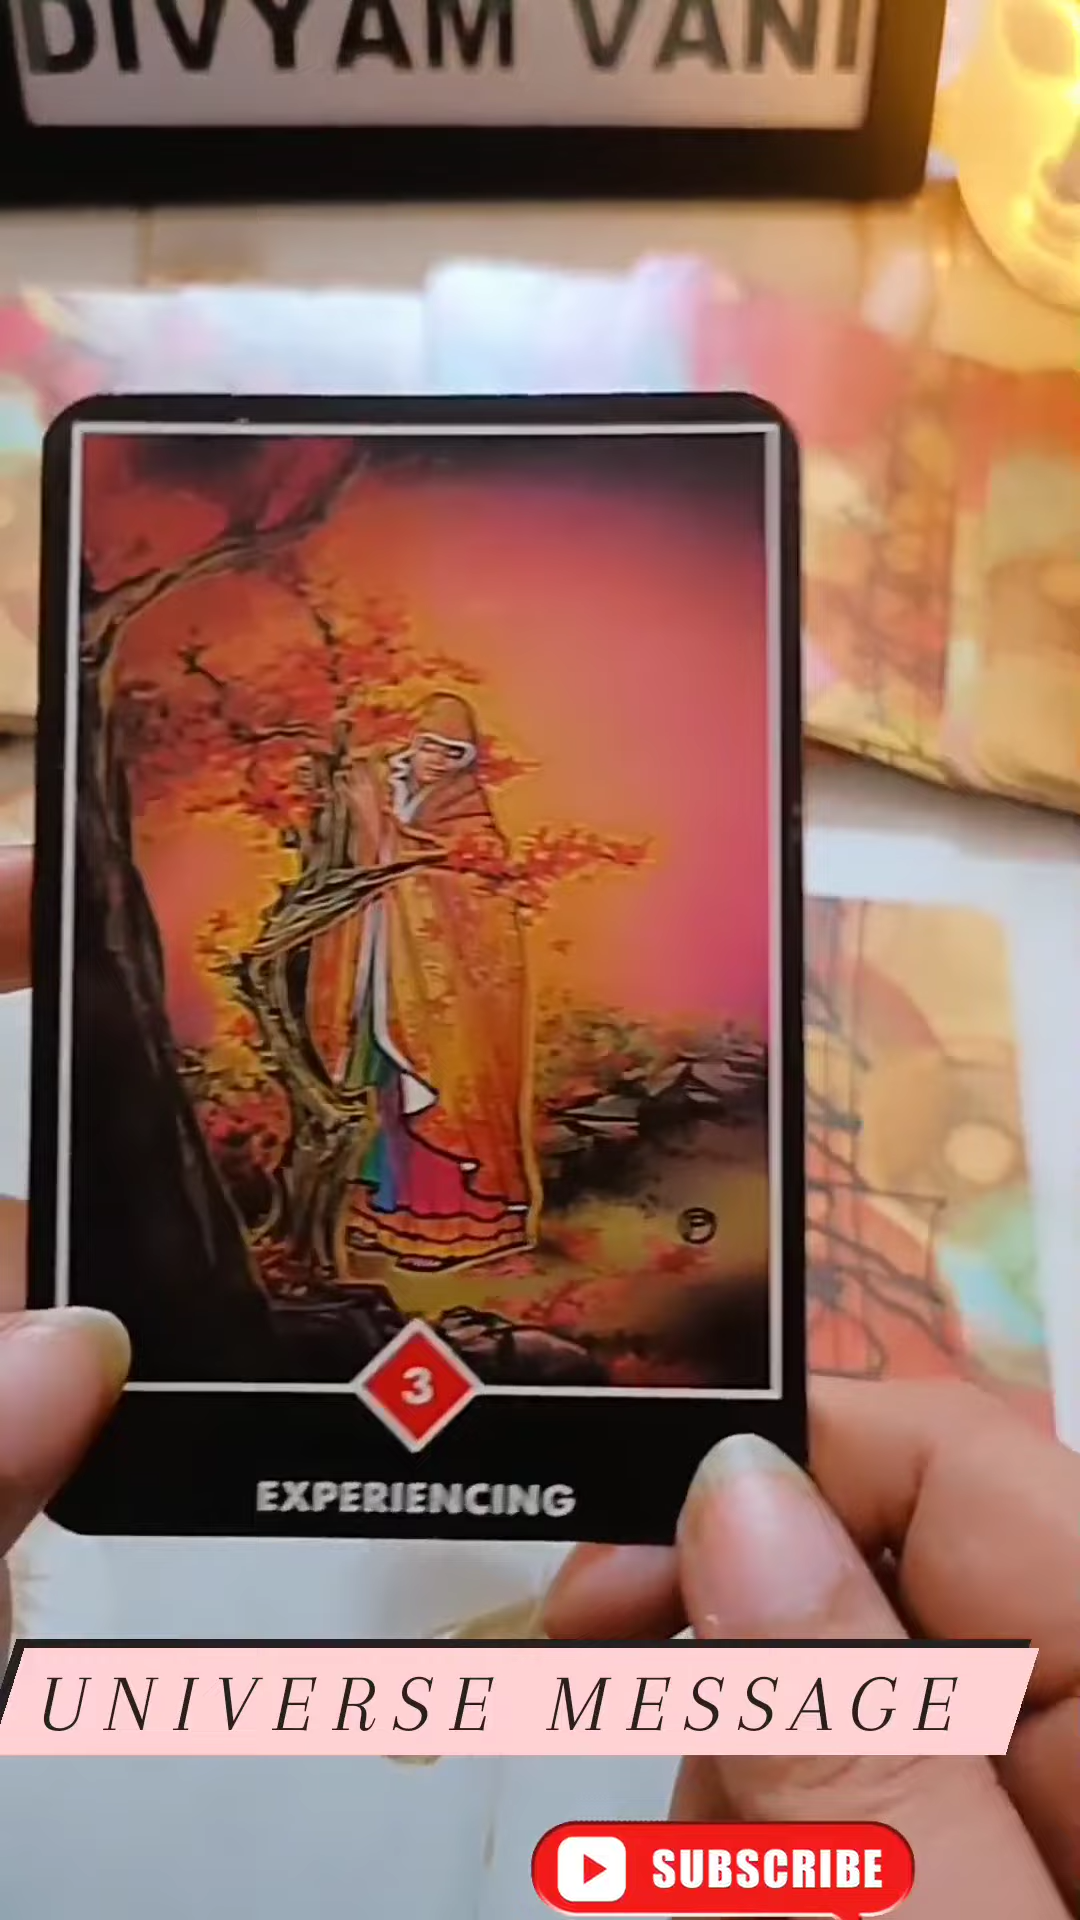 DIVYAM VANI
3
EXPERIENCING
UNIVERSE MESSAGE
SUBSCRIBE